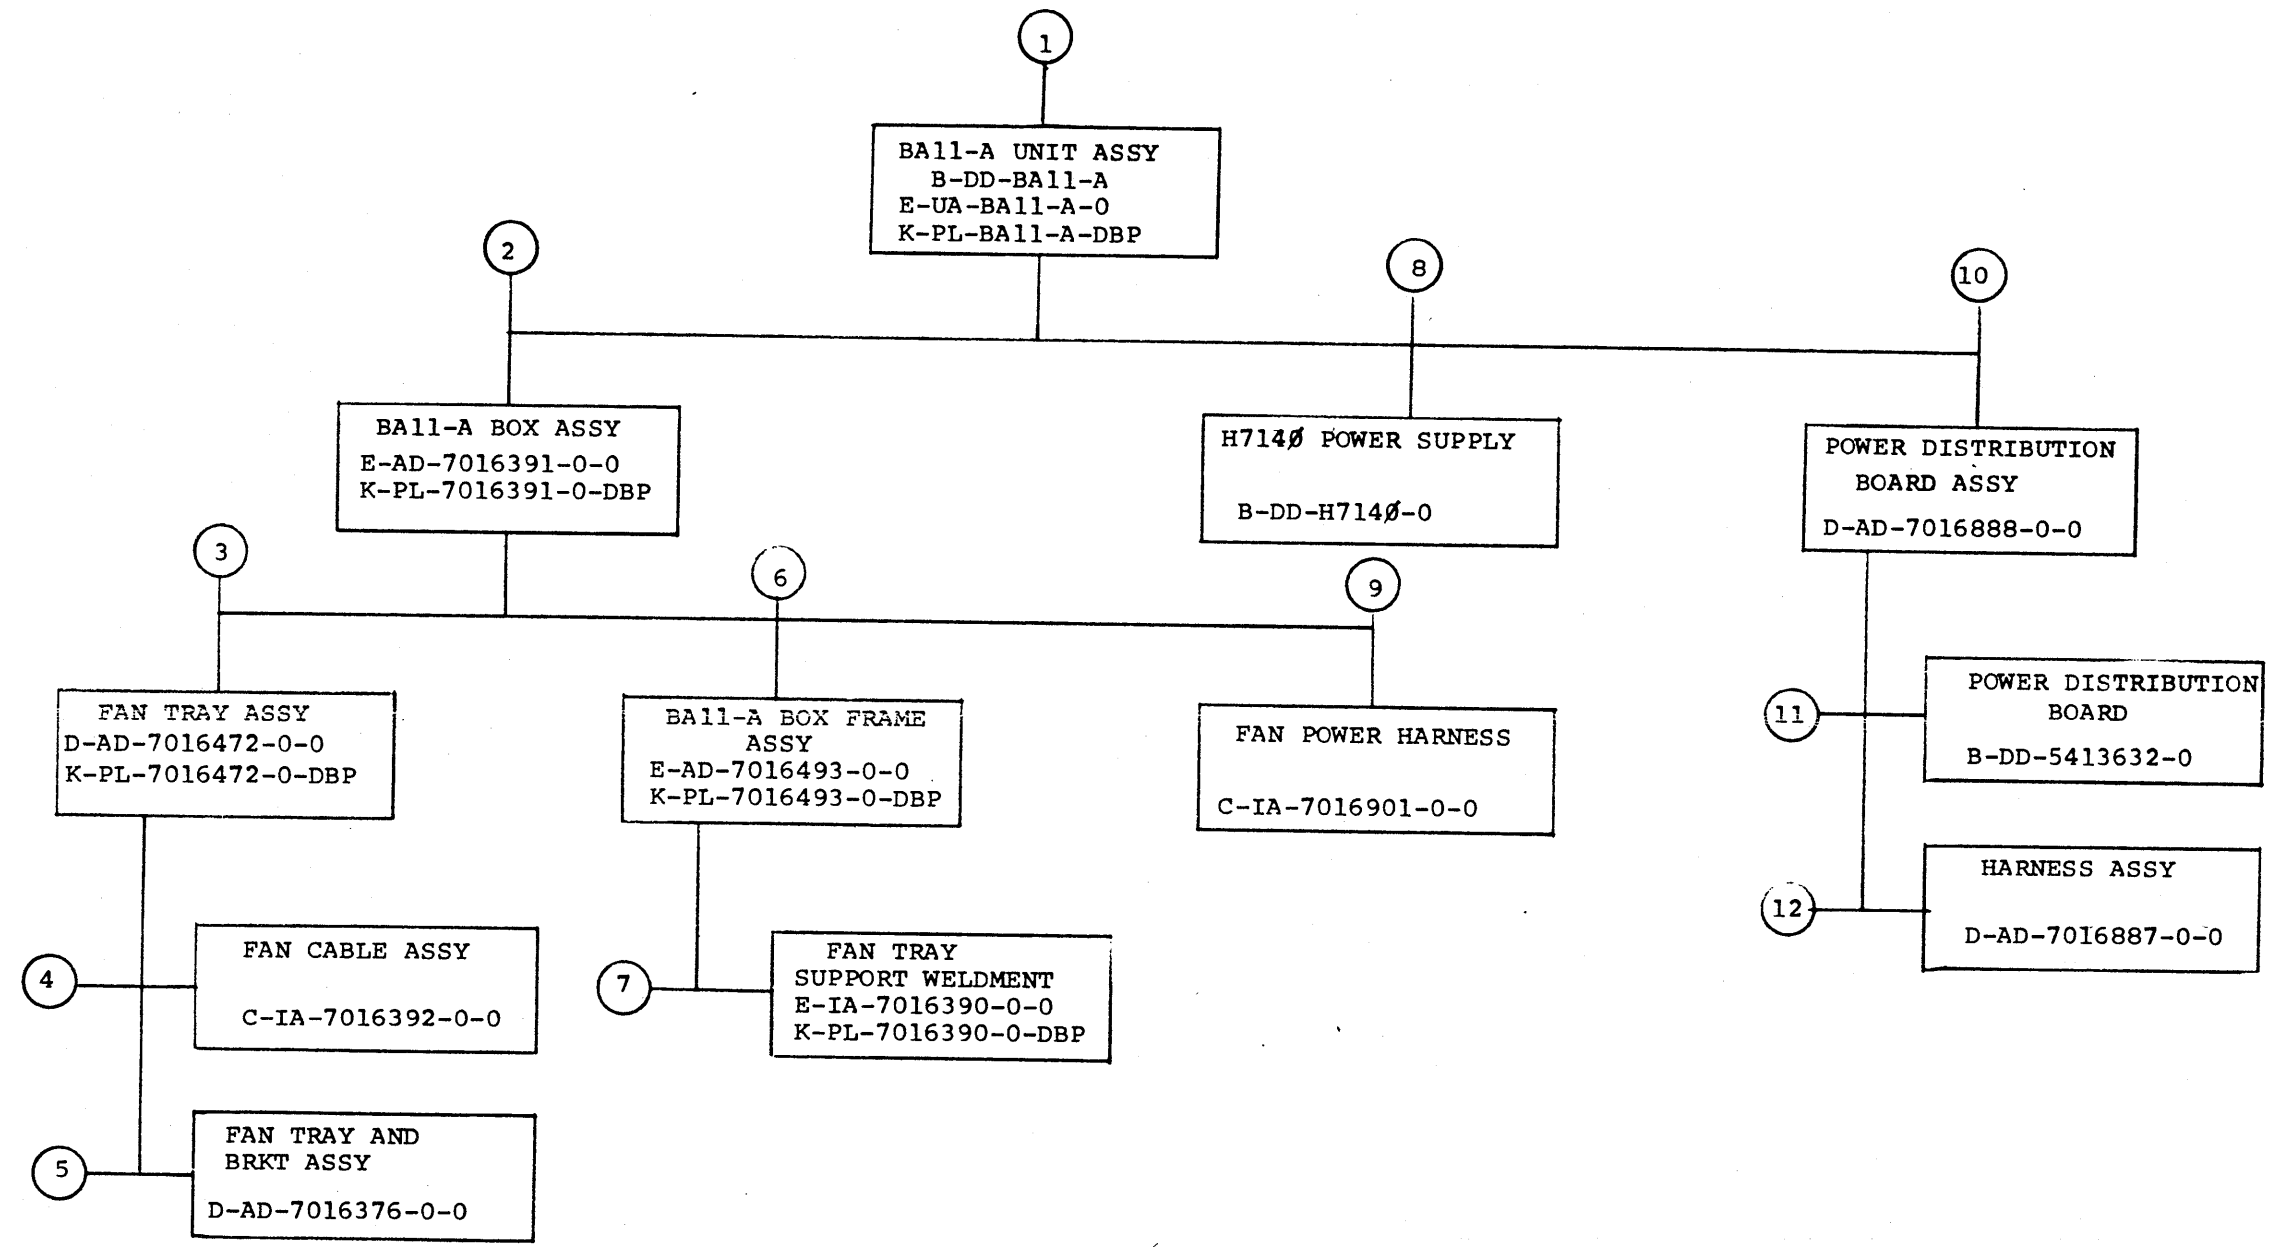 1
BA11-A UNIT ASSY
B-DD-BA11-A
E-UA-BA11-A-0
K-PL-BA11-A-DBP
2
8
10
BA11-A BOX ASSY
E-AD-7016391-0-0
K-PL-7016391-0-DBP
H714Ø POWER SUPPLY
B-DD-H714Ø-0
POWER DISTRIBUTION
BOARD ASSY
D-AD-7016888-0-0
3
6
9
FAN TRAY ASSY
D-AD-7016472-0-0
K-PL-7016472-0-DBP
BA11-A BOX FRAME
ASSY
E-AD-7016493-0-0
K-PL-7016493-0-DBP
FAN POWER HARNESS
C-IA-7016901-0-0
11
POWER DISTRIBUTION
BOARD
B-DD-5413632-0
12
HARNESS ASSY
D-AD-7016887-0-0
4
FAN CABLE ASSY
C-IA-7016392-0-0
7
FAN TRAY
SUPPORT WELDMENT
E-IA-7016390-0-0
K-PL-7016390-0-DBP
5
FAN TRAY AND
BRKT ASSY
D-AD-7016376-0-0